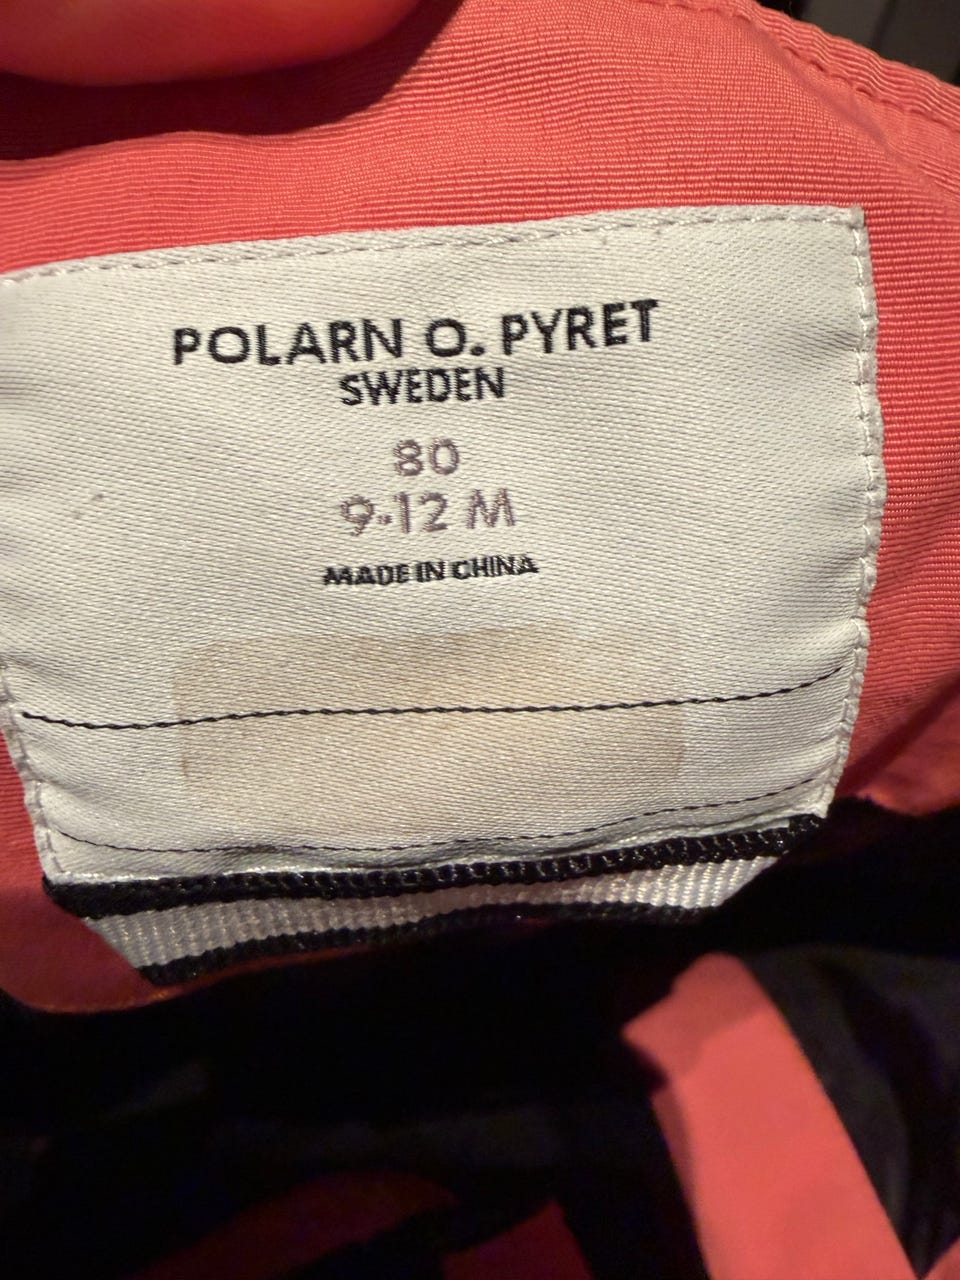 POLARN O. PYRET
SWEDEN
80
9-12 M
MADE IN CHINA